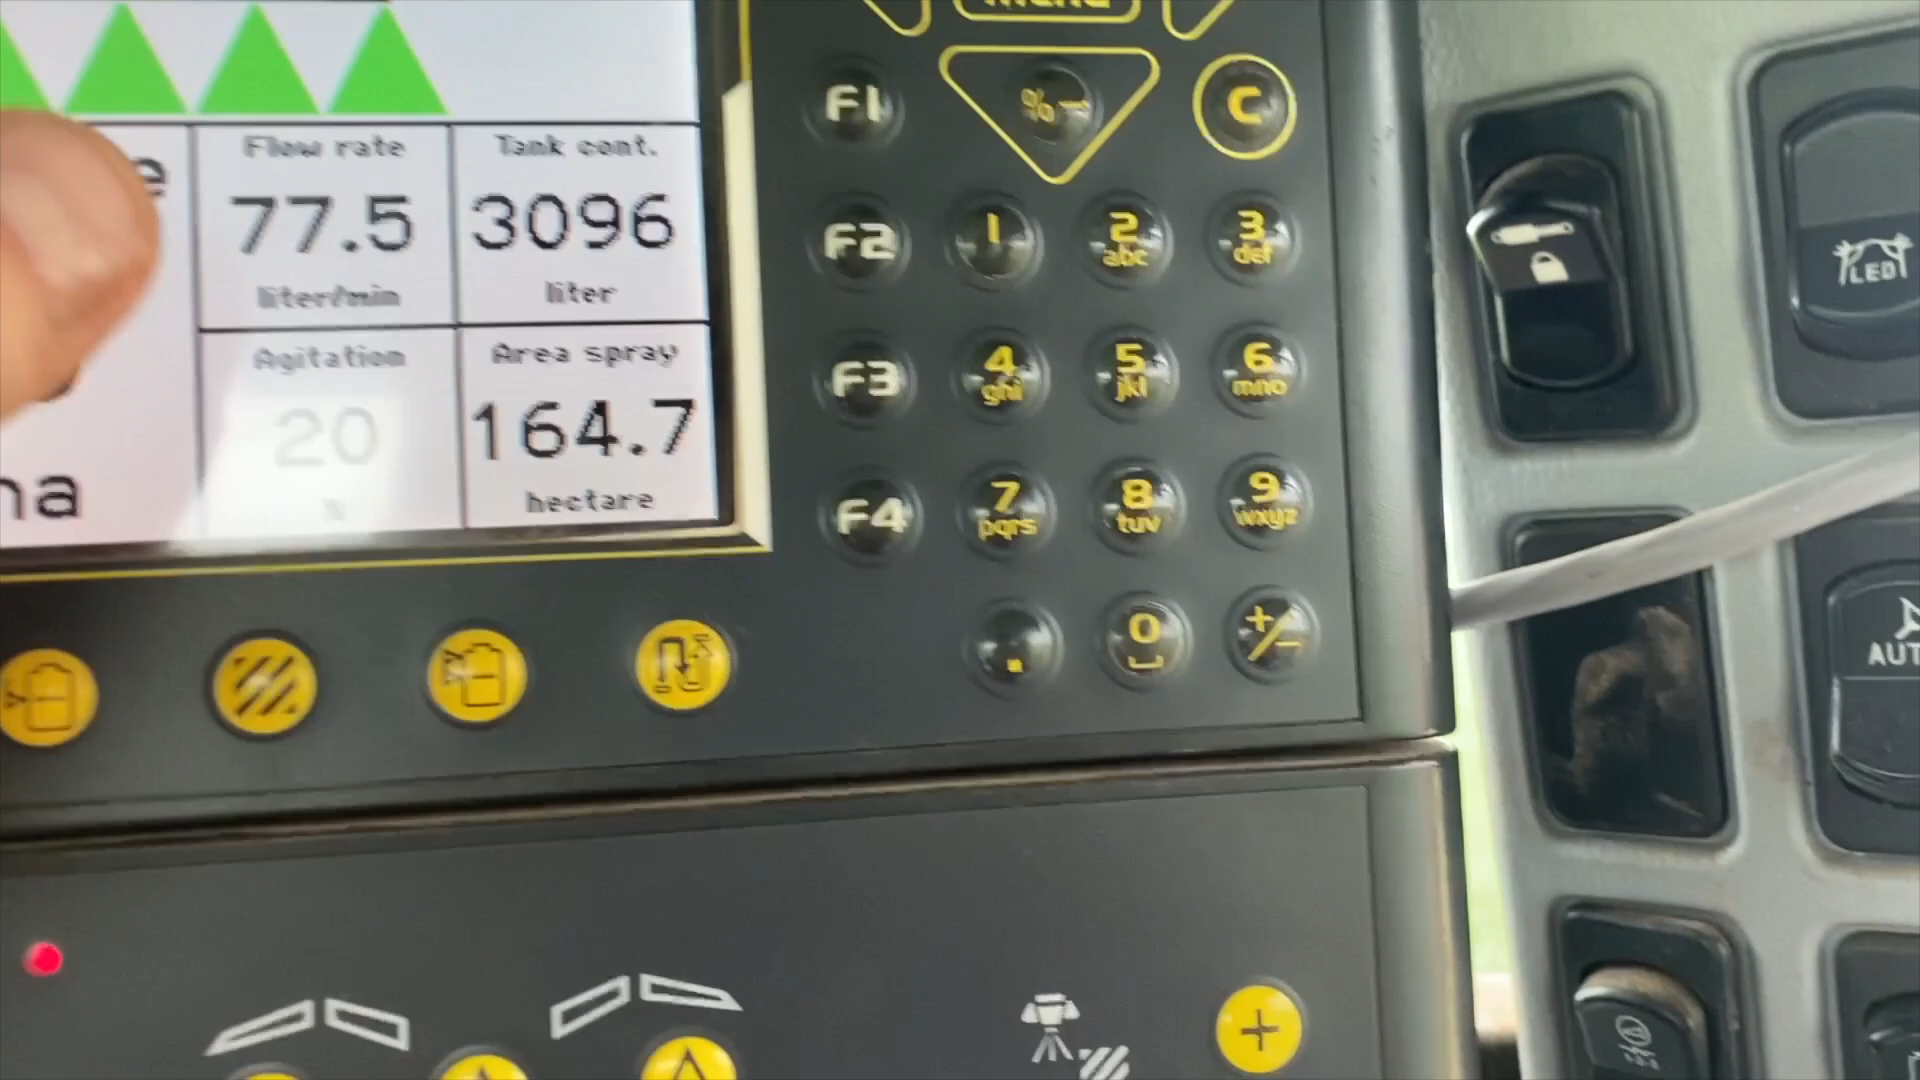 menu
F1
%
C
Flow rate
77.5
liter/min
Tank cont.
3096
liter
F2
1
2
abc
3
def
LED
Agitation
20
Area spray
164.7
hectare
ha
F3
4
ghi
5
jkl
6
mno
F4
7
pqrs
8
tuv
9
wxyz
.
0
+/-
AUT
+